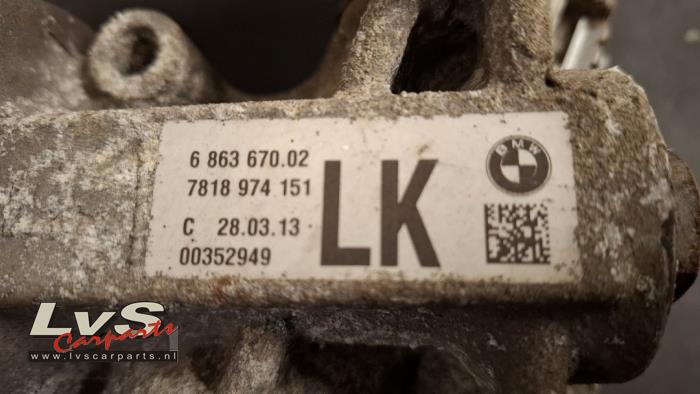 6 863 670.02
7818 974 151
C 28.03.13
00352949
LK
BMW
LvS
Carparts
www.lvscarparts.nl